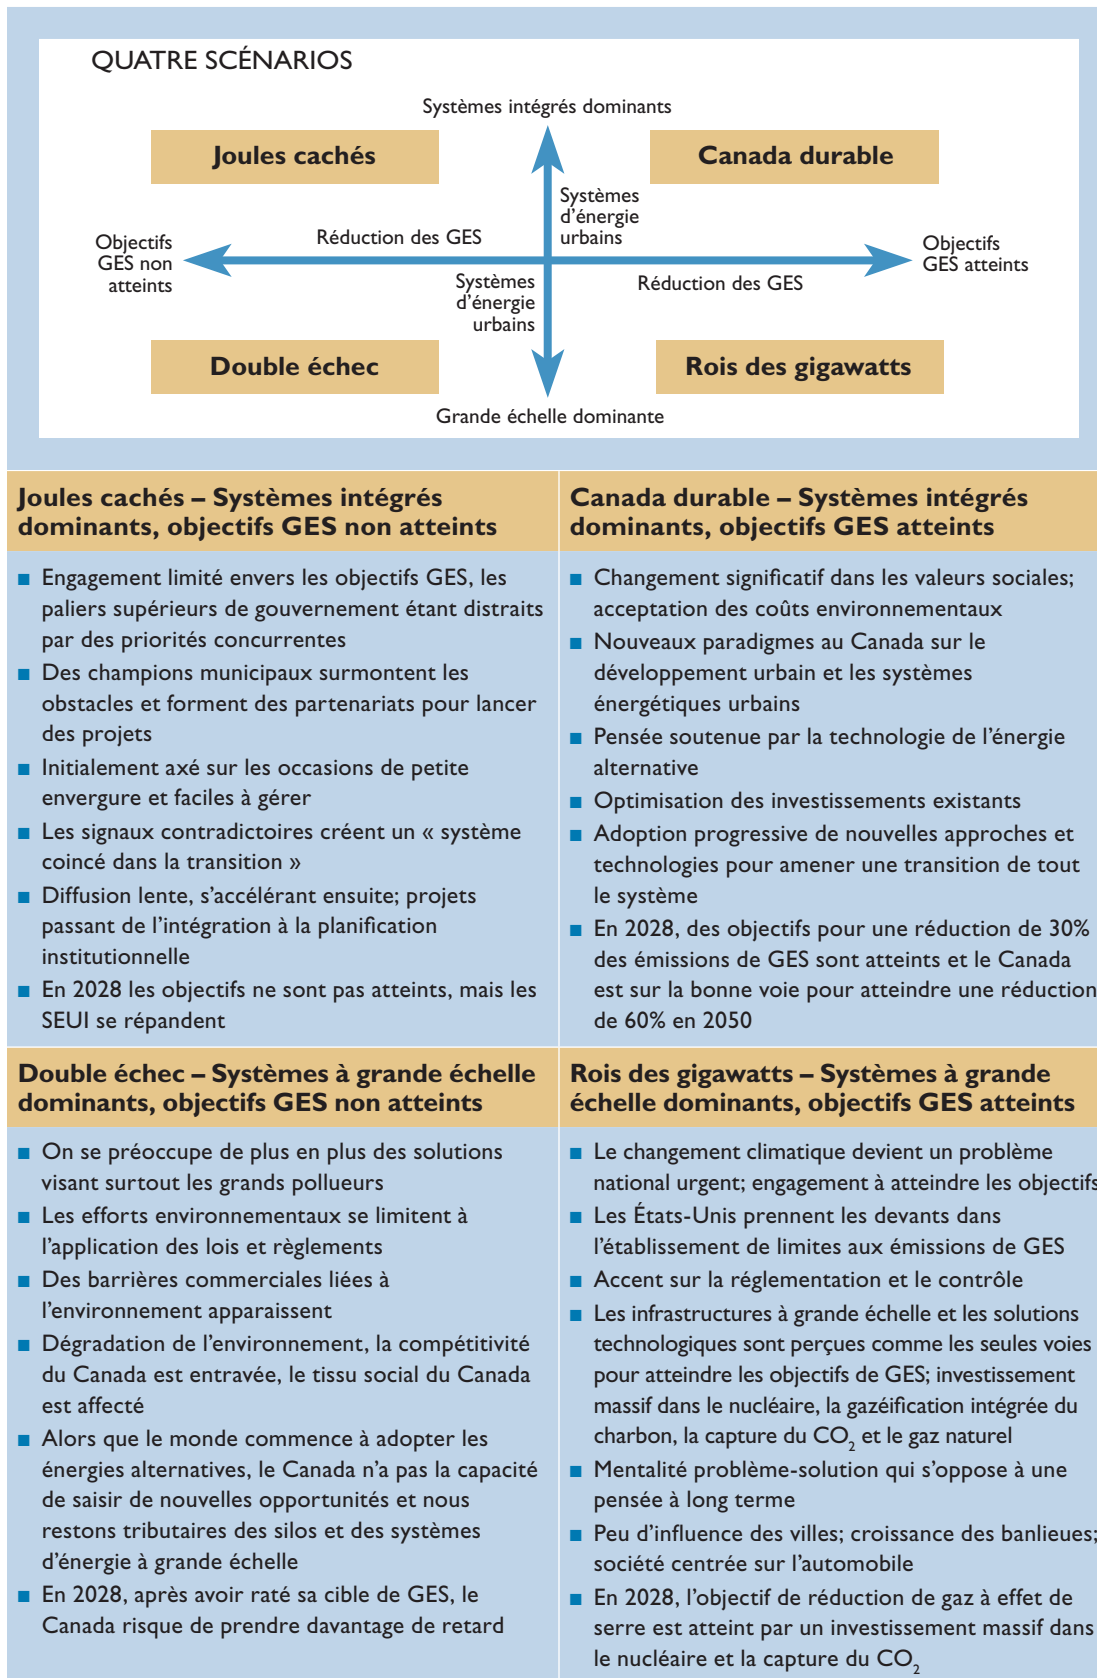 QUATRE SCÉNARIOS
Systèmes intégrés dominants
Joules cachés
Canada durable
Systèmes
d'énergie
urbains
Réduction des GES
Objectifs
GES non
atteints
Objectifs
GES atteints
Systèmes
d'énergie
urbains
Réduction des GES
Double échec
Rois des gigawatts
Grande échelle dominante
Joules cachés – Systèmes intégrés
dominants, objectifs GES non atteints
■ Engagement limité envers les objectifs GES, les
paliers supérieurs de gouvernement étant distraits
par des priorités concurrentes
■ Des champions municipaux surmontent les
obstacles et forment des partenariats pour lancer
des projets
■ Initialement axé sur les occasions de petite
envergure et faciles à gérer
■ Les signaux contradictoires créent un « système
coincé dans la transition »
■ Diffusion lente, s'accélérant ensuite; projets
passant de l'intégration à la planification
institutionnelle
■ En 2028 les objectifs ne sont pas atteints, mais les
SEUI se répandent
Canada durable – Systèmes intégrés
dominants, objectifs GES atteints
■ Changement significatif dans les valeurs sociales;
acceptation des coûts environnementaux
■ Nouveaux paradigmes au Canada sur le
développement urbain et les systèmes
énergétiques urbains
■ Pensée soutenue par la technologie de l'énergie
alternative
■ Optimisation des investissements existants
■ Adoption progressive de nouvelles approches et
technologies pour amener une transition de tout
le système
■ En 2028, des objectifs pour une réduction de 30%
des émissions de GES sont atteints et le Canada
est sur la bonne voie pour atteindre une réduction
de 60% en 2050
Double échec – Systèmes à grande échelle
dominants, objectifs GES non atteints
■ On se préoccupe de plus en plus des solutions
visant surtout les grands pollueurs
■ Les efforts environnementaux se limitent à
l'application des lois et règlements
■ Des barrières commerciales liées à
l'environnement apparaissent
■ Dégradation de l'environnement, la compétitivité
du Canada est entravée, le tissu social du Canada
est affecté
■ Alors que le monde commence à adopter les
énergies alternatives, le Canada n'a pas la capacité
de saisir de nouvelles opportunités et nous
restons tributaires des silos et des systèmes
d'énergie à grande échelle
■ En 2028, après avoir raté sa cible de GES, le
Canada risque de prendre davantage de retard
Rois des gigawatts – Systèmes à grande
échelle dominants, objectifs GES atteints
■ Le changement climatique devient un problème
national urgent; engagement à atteindre les objectifs
■ Les États-Unis prennent les devants dans
l'établissement de limites aux émissions de GES
■ Accent sur la réglementation et le contrôle
■ Les infrastructures à grande échelle et les solutions
technologiques sont perçues comme les seules voies
pour atteindre les objectifs de GES; investissement
massif dans le nucléaire, la gazéification intégrée du
charbon, la capture du CO₂ et le gaz naturel
■ Mentalité problème-solution qui s'oppose à une
pensée à long terme
■ Peu d'influence des villes; croissance des banlieues;
société centrée sur l'automobile
■ En 2028, l'objectif de réduction de gaz à effet de
serre est atteint par un investissement massif dans
le nucléaire et la capture du CO₂